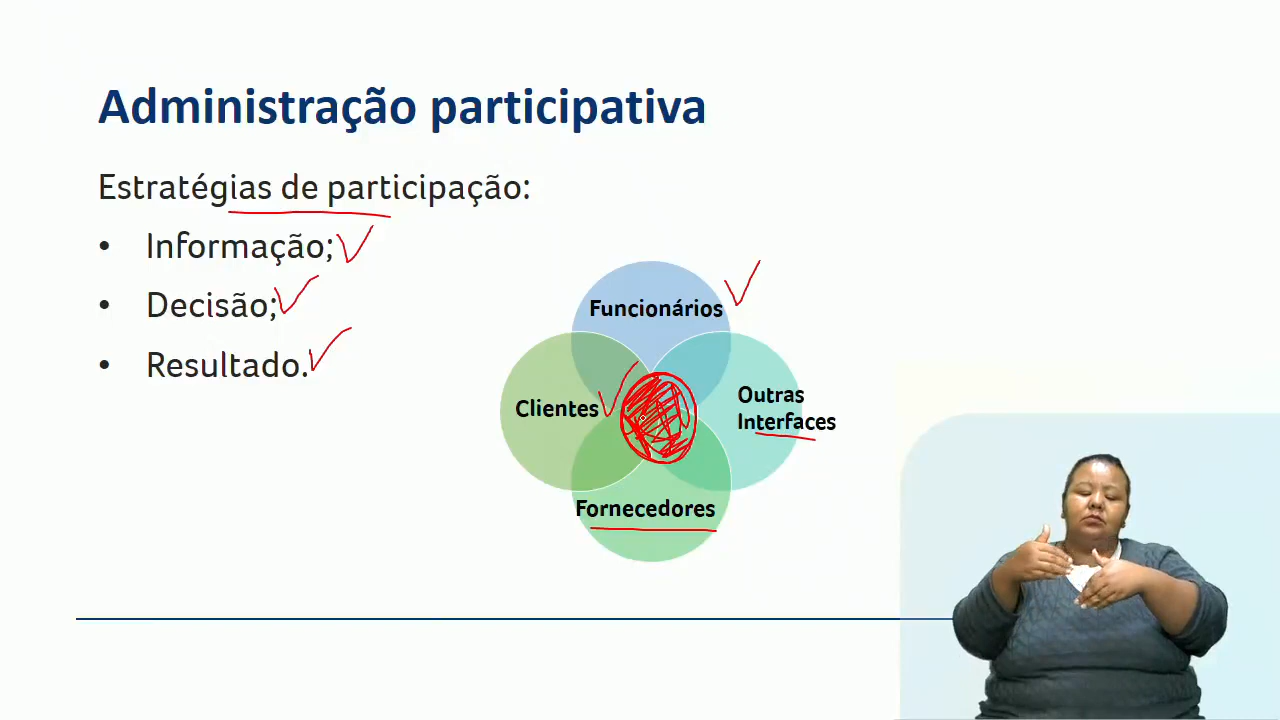 Administração participativa
Estratégias de participação:
• Informação;
• Decisão;
• Resultado.
Funcionários
Clientes
Outras
Interfaces
Fornecedores